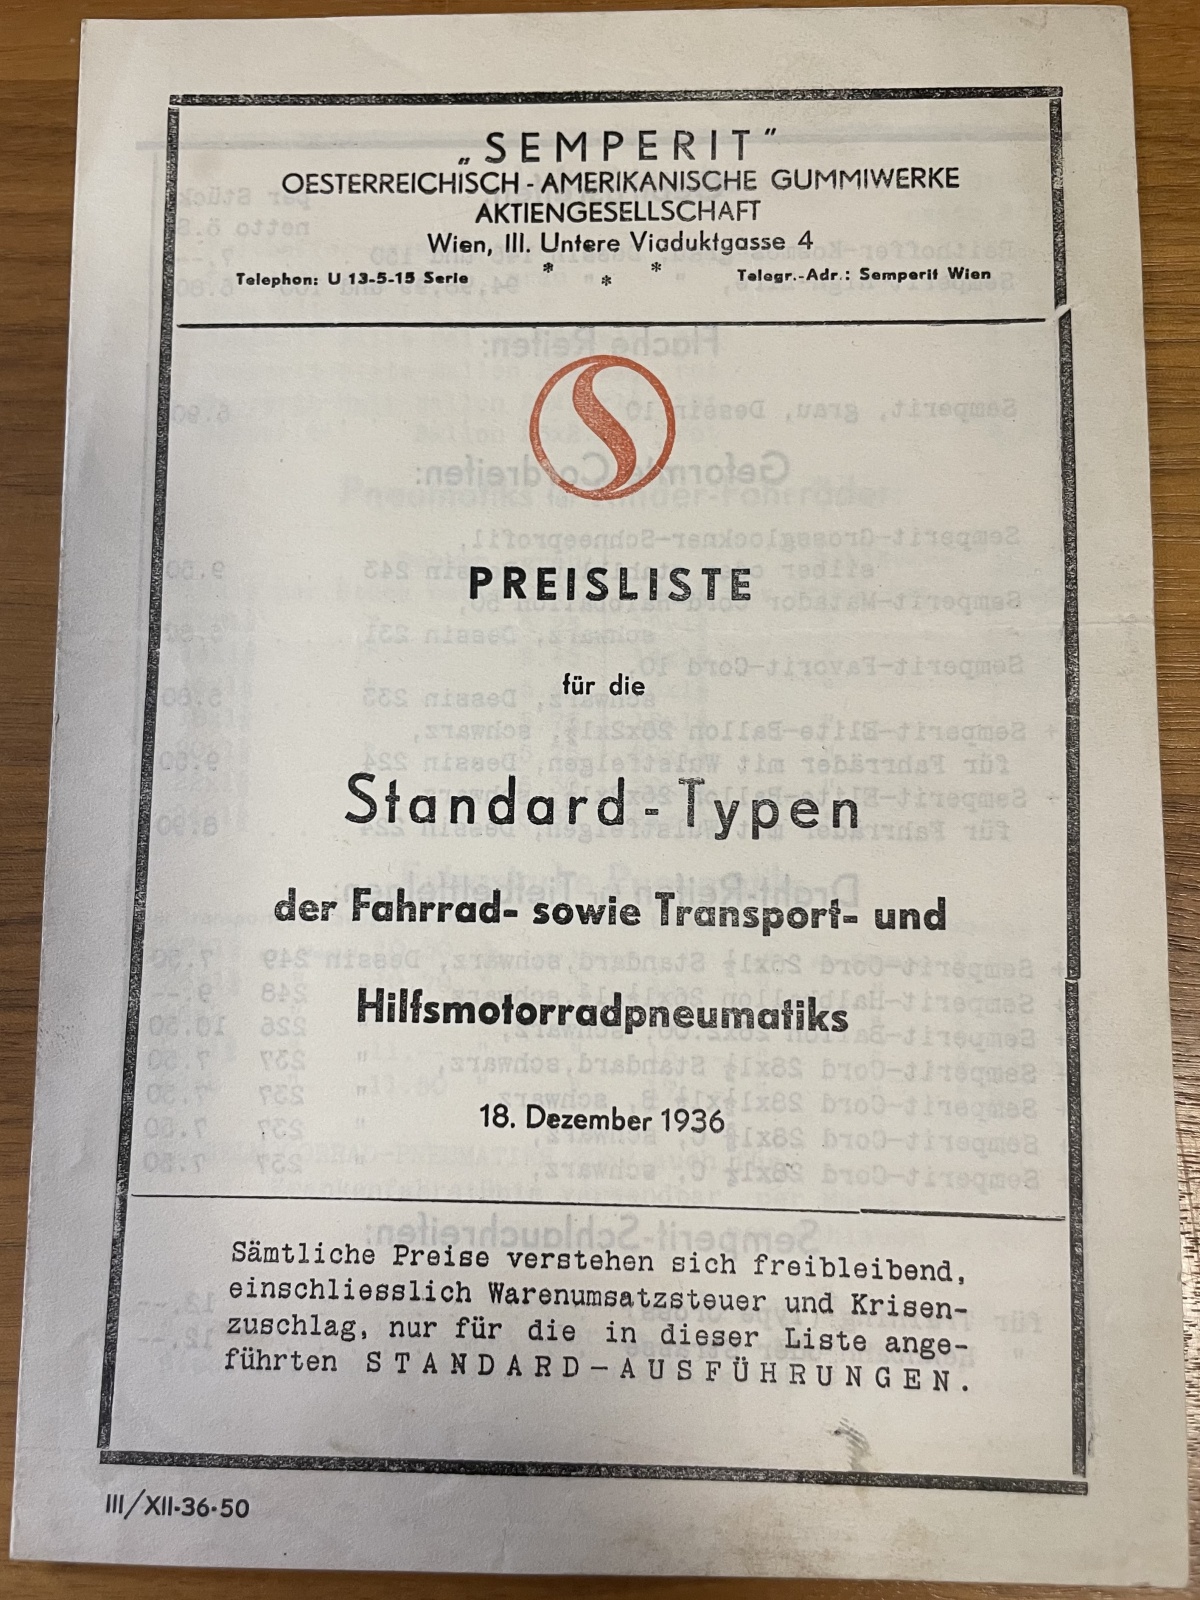 „SEMPERIT"
OESTERREICHISCH - AMERIKANISCHE GUMMIWERKE
AKTIENGESELLSCHAFT
Wien, III. Untere Viaduktgasse 4
Telephon: U 13-5-15 Serie * * * Telegr.-Adr.: Semperit Wien
PREISLISTE
für die
Standard - Typen
der Fahrrad- sowie Transport- und
Hilfsmotorradpneumatiks
18. Dezember 1936
Sämtliche Preise verstehen sich freibleibend,
einschliesslich Warenumsatzsteuer und Krisen-
zuschlag, nur für die in dieser Liste ange-
führten STANDARD-AUSFÜHRUNGEN.
III/XII-36-50